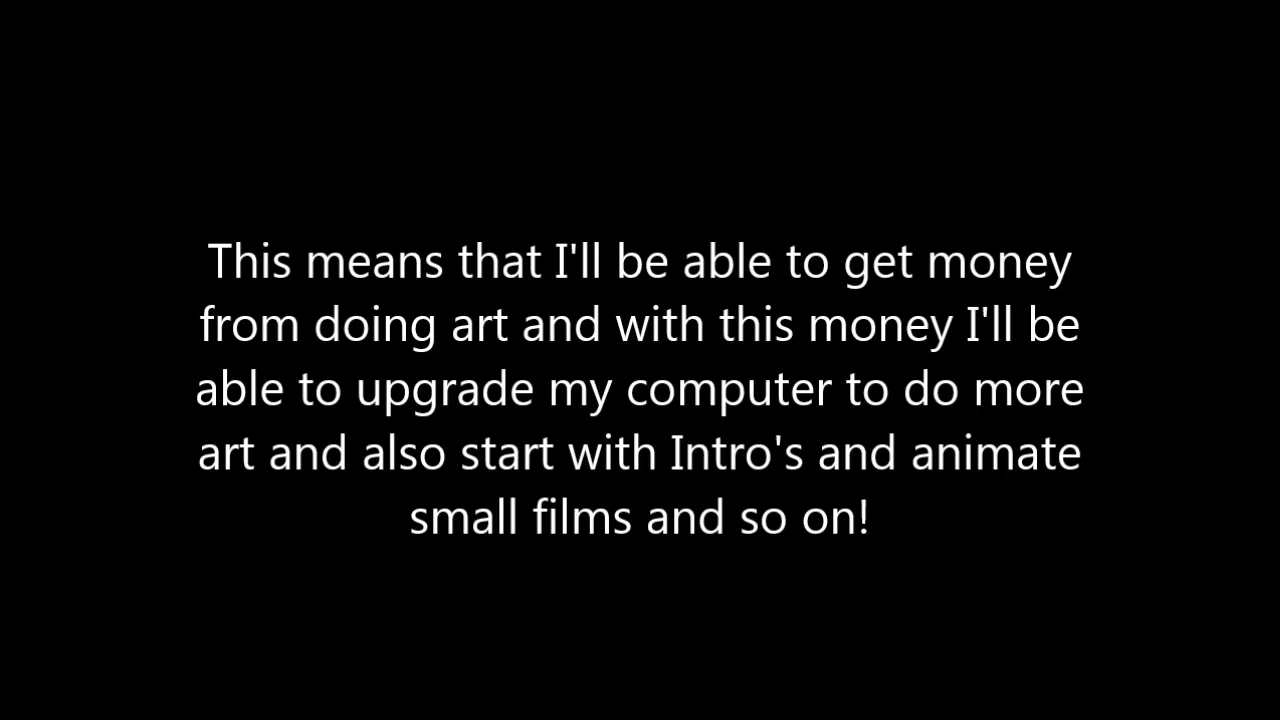 This means that I'll be able to get money
from doing art and with this money I'll be
able to upgrade my computer to do more
art and also start with Intro's and animate
small films and so on!